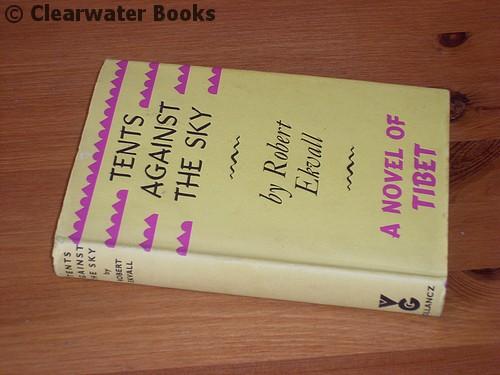 © Clearwater Books
TENTS
AGAINST
THE SKY
by Robert
Ekvall
A NOVEL OF
TIBET
TENTS
AGAINST
THE SKY
by
ROBERT
EKVALL
VG
GOLLANCZ